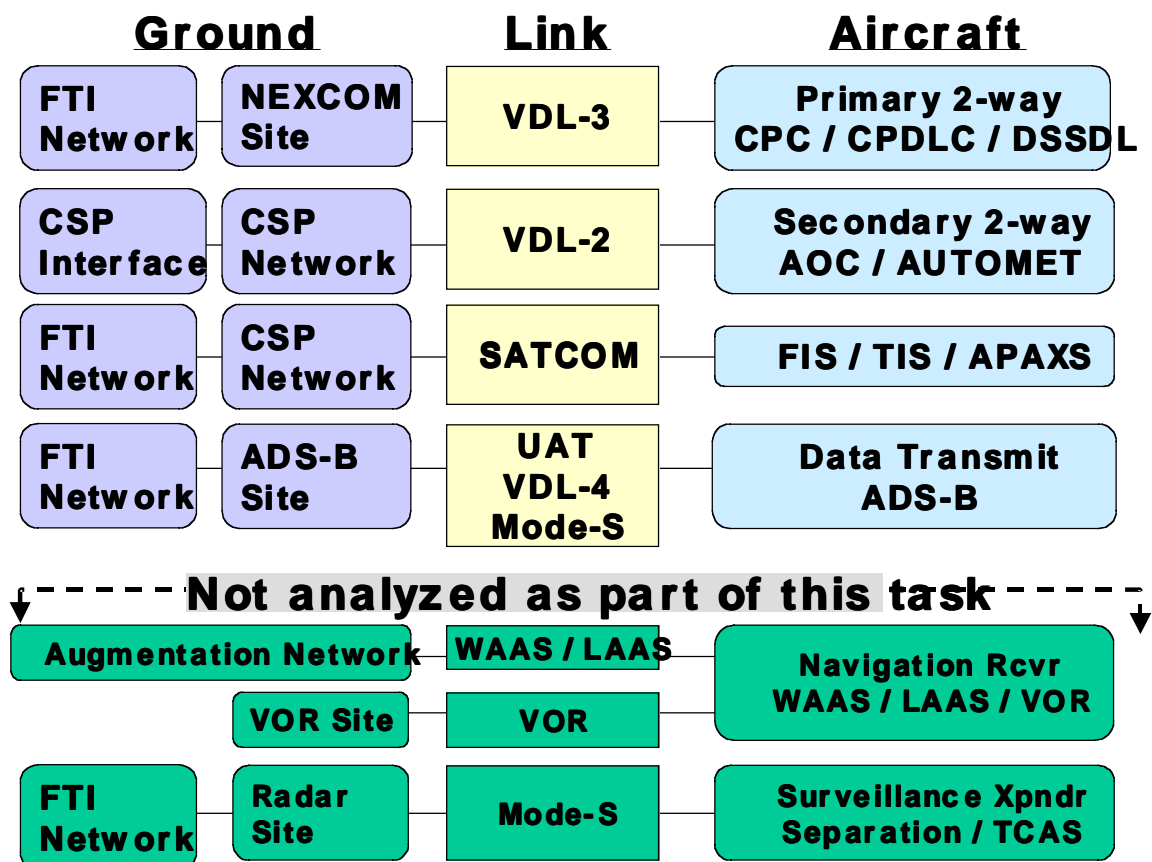 Ground Link Aircraft
FTI
Network
NEXCOM
Site
VDL-3
Primary 2-way
CPC / CPDLC / DSSDL
CSP
Interface
CSP
Network
VDL-2
Secondary 2-way
AOC / AUTOMET
FTI
Network
CSP
Network
SATCOM
FIS / TIS / APAXS
FTI
Network
ADS-B
Site
UAT
VDL-4
Mode-S
Data Transmit
ADS-B
Not analyzed as part of this task
Augmentation Network
WAAS / LAAS
Navigation Rcvr
WAAS / LAAS / VOR
VOR Site
VOR
FTI
Network
Radar
Site
Mode-S
Surveillance Xpndr
Separation / TCAS